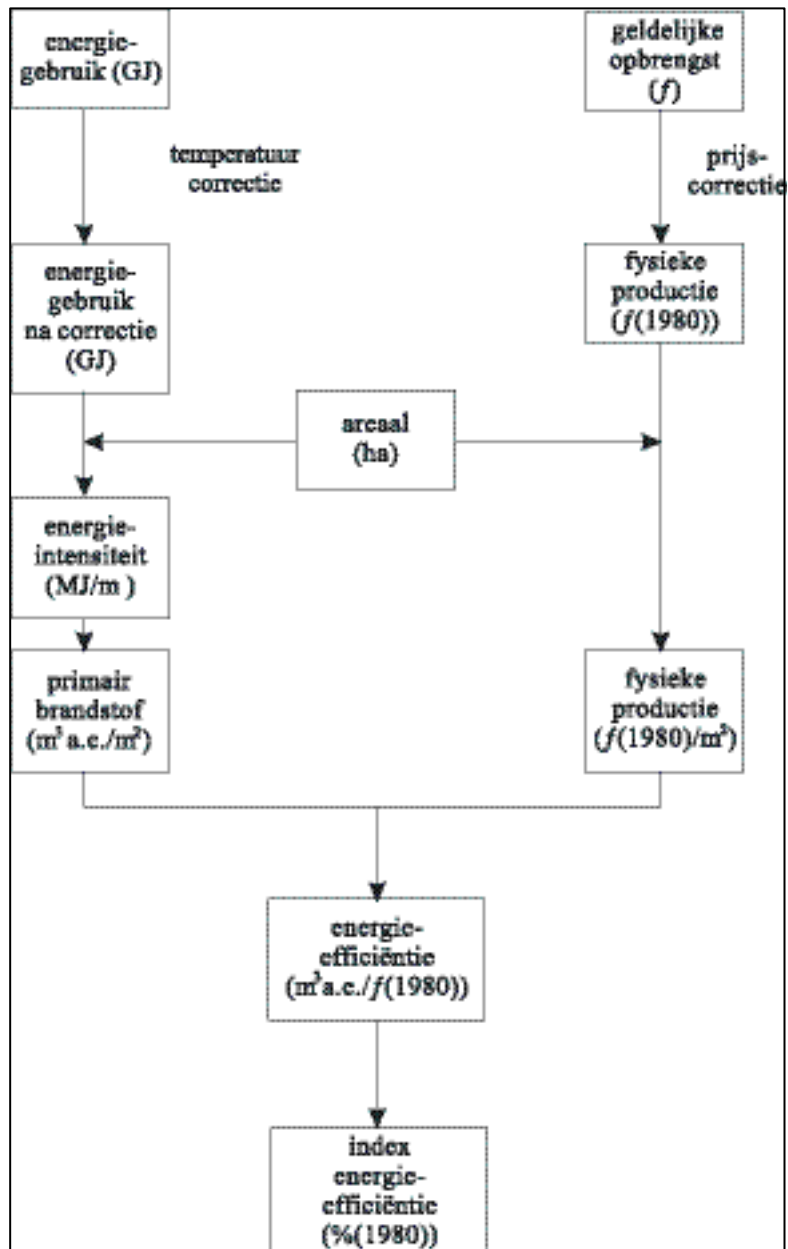 energie-
gebruik (GJ)
geldelijke
opbrengst
(f)
temperatuur
correctie
prijs-
correctie
energie-
gebruik
na correctie
(GJ)
fysieke
productie
(f(1980))
areaal
(ha)
energie-
intensiteit
(MJ/m )
primair
brandstof
(m³ a.e./m²)
fysieke
productie
(f(1980)/m²)
energie-
efficiëntie
(m³a.e./f(1980))
index
energie-
efficiëntie
(%(1980))